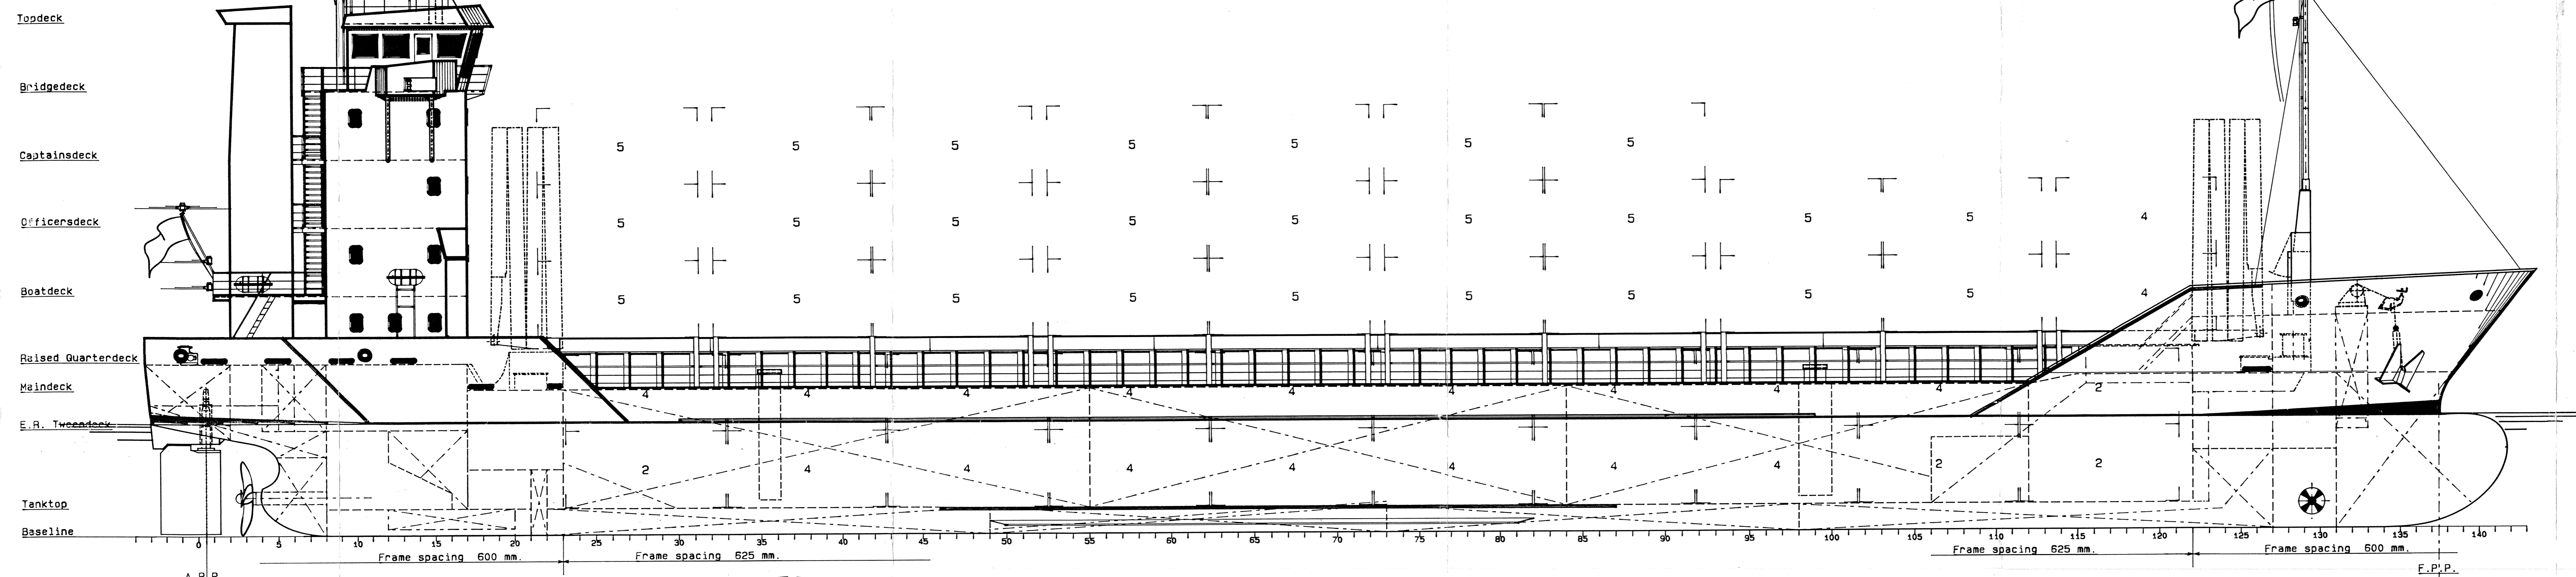 Topdeck
Bridgedeck
Captainsdeck
5 5 5 5 5 5 5
Officersdeck
5 5 5 5 5 5 5 5 5 4
Boatdeck
5 5 5 5 5 5 5 5 5 4
Raised Quarterdeck
Maindeck
4 4 4 4 4 4 4 4 4 2
E.R. Tweendeck
2 4 4 4 4 4 4 4 2 2
Tanktop
Baseline
0 5 10 15 20 25 30 35 40 45 50 55 60 65 70 75 80 85 90 95 100 105 110 115 120 125 130 135 140
Frame spacing 600 mm. Frame spacing 625 mm. Frame spacing 625 mm. Frame spacing 600 mm.
A.P.P. F.P.P.